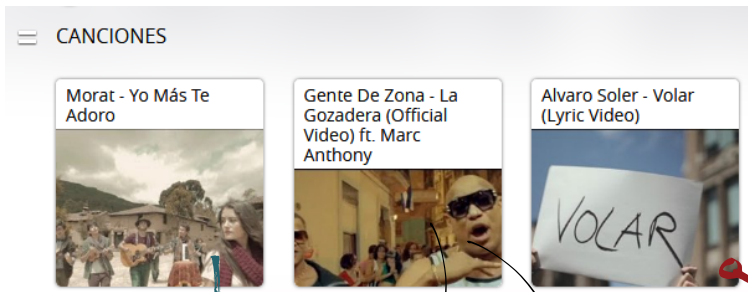 CANCIONES
Morat - Yo Más Te
Adoro
Gente De Zona - La
Gozadera (Official
Video) ft. Marc
Anthony
Alvaro Soler - Volar
(Lyric Video)
VOLAR